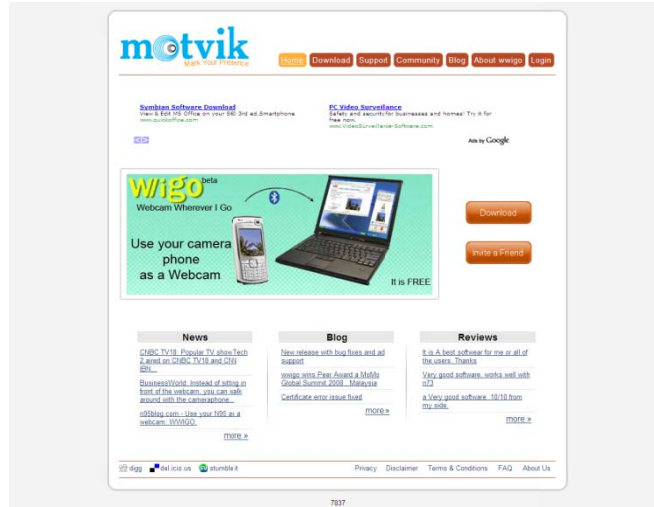 motvik
Mark Your Presence
Home Download Support Community Blog About wwigo Login
Symbian Software Download
View & Edit MS Office on your S60 3rd ed.Smartphone.
www.quickoffice.com
PC Video Surveillance
Safety and security for businesses and homes! Try it for
free now.
www.VideoSurveillance-Software.com
Ads by Google
WiGO beta
Webcam Wherever I Go
Use your camera
phone
as a Webcam
It is FREE
Download
Invite a Friend
News
CNBC TV18: Popular TV show Tech
2 aired on CNBC TV18 and CNN
IBN...
BusinessWorld: Instead of sitting in
front of the webcam, you can walk
around with the cameraphone...
n95blog.com - Use your N95 as a
webcam: WWIGO.
more »
Blog
New release with bug fixes and ad
support
wwigo wins Peer Award a MoMo
Global Summit 2008 , Malaysia
Certificate error issue fixed
more »
Reviews
It is A best softwear for me or all of
the users. Thanks
Very good software, works well with
n73
a Very good software. 10/10 from
my side.
more »
digg del.icio.us stumble it
Privacy Disclaimer Terms & Conditions FAQ About Us
7837